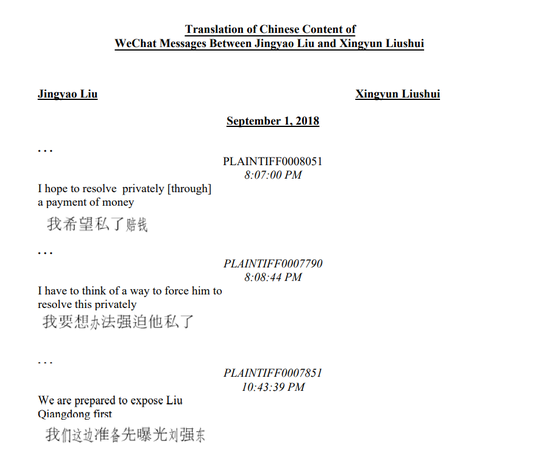 Translation of Chinese Content of
WeChat Messages Between Jingyao Liu and Xingyun Liushui
Jingyao Liu Xingyun Liushui
September 1, 2018
. . .
PLAINTIFF0008051
8:07:00 PM
I hope to resolve privately [through]
a payment of money
我希望私了赔钱
. . .
PLAINTIFF0007790
8:08:44 PM
I have to think of a way to force him to
resolve this privately
我要想办法强迫他私了
. . .
PLAINTIFF0007851
10:43:39 PM
We are prepared to expose Liu
Qiangdong first
我们这边准备先曝光刘强东